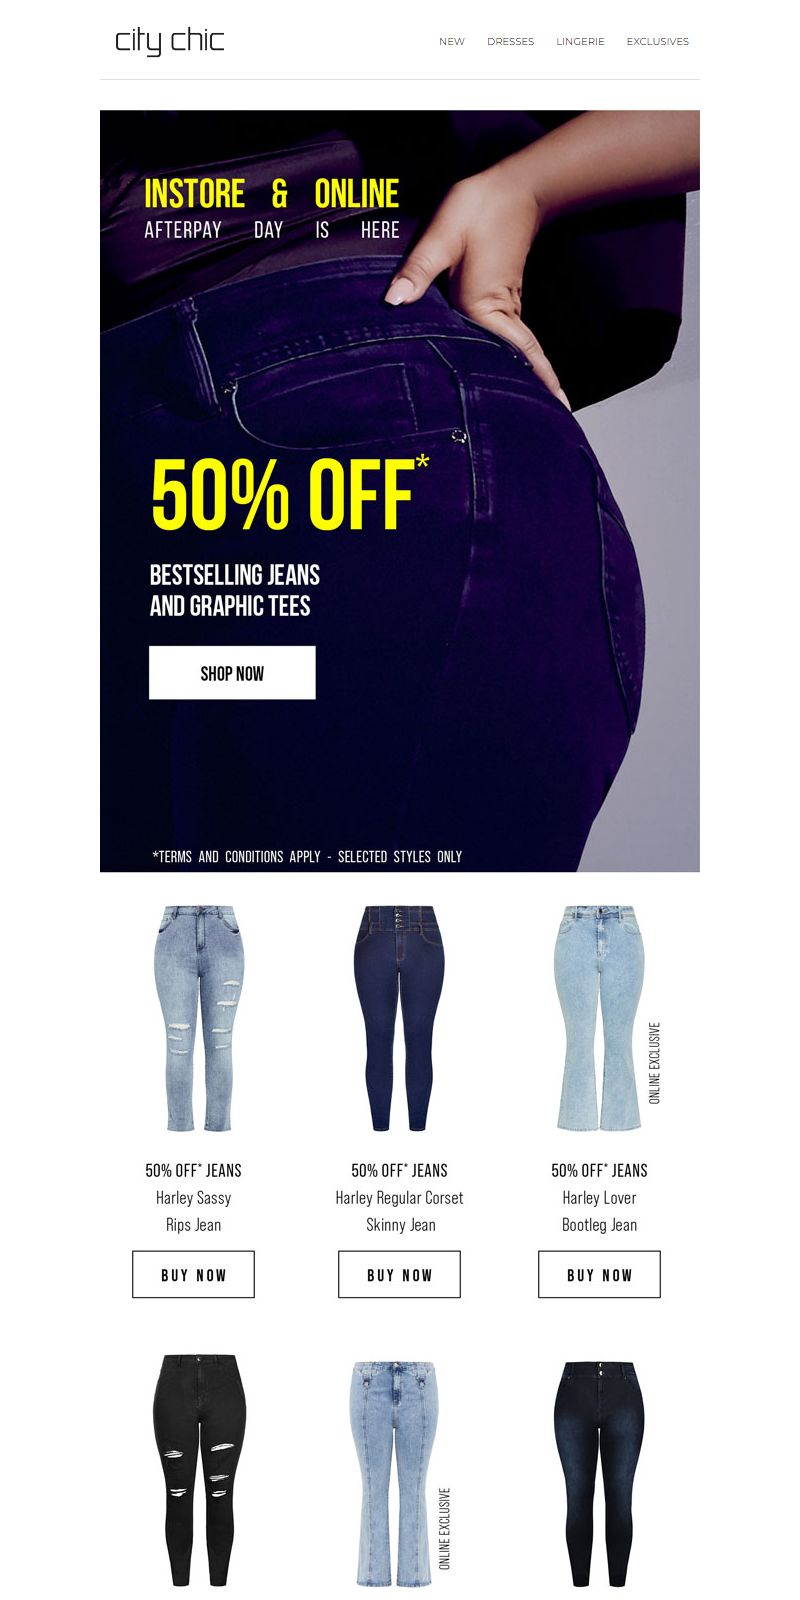 city chic
NEW DRESSES LINGERIE EXCLUSIVES
INSTORE & ONLINE
AFTERPAY DAY IS HERE
50% OFF*
BESTSELLING JEANS
AND GRAPHIC TEES
SHOP NOW
*TERMS AND CONDITIONS APPLY - SELECTED STYLES ONLY
ONLINE EXCLUSIVE
50% OFF* JEANS
Harley Sassy
Rips Jean
BUY NOW
50% OFF* JEANS
Harley Regular Corset
Skinny Jean
BUY NOW
50% OFF* JEANS
Harley Lover
Bootleg Jean
BUY NOW
ONLINE EXCLUSIVE